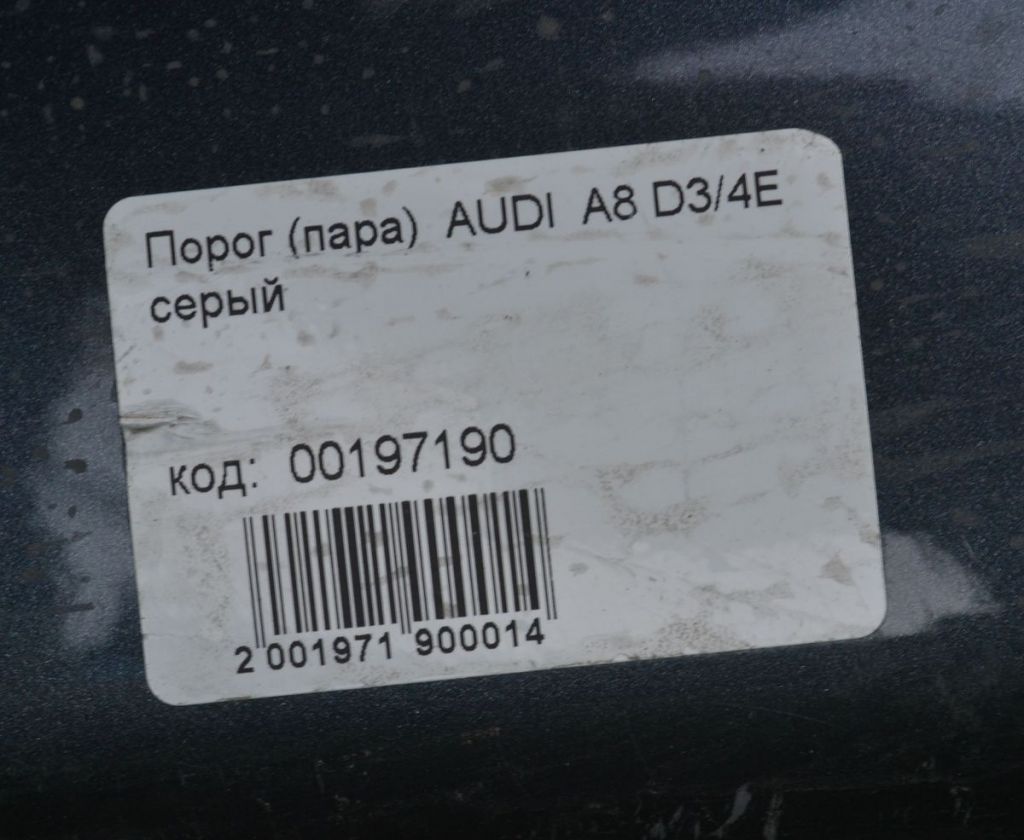 Порог (пара) AUDI A8 D3/4E
серый
код: 00197190
2 001971 900014